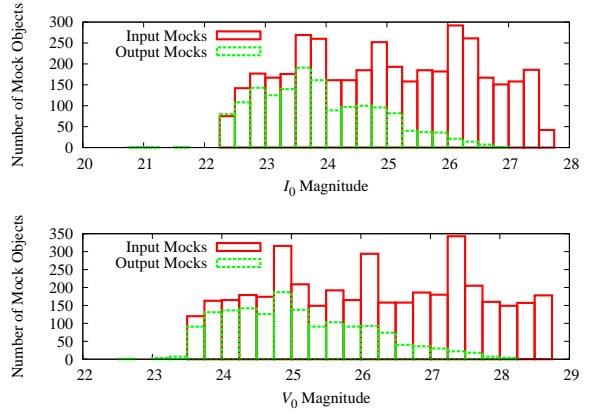 Number of Mock Objects
300
250
200
150
100
50
0
Input Mocks
Output Mocks
20 21 22 23 24 25 26 27 28
I0 Magnitude
Number of Mock Objects
350
300
250
200
150
100
50
0
Input Mocks
Output Mocks
22 23 24 25 26 27 28 29
V0 Magnitude